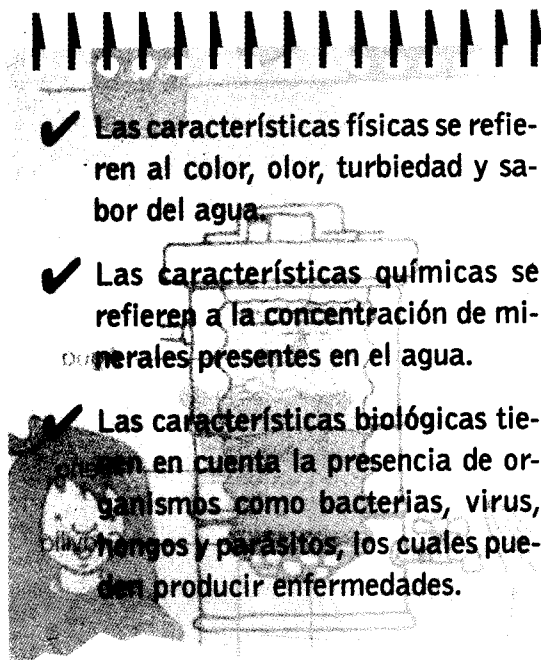 Las características físicas se refie-
ren al color, olor, turbiedad y sa-
bor del agua.
Las características químicas se
refieren a la concentración de mi-
nerales presentes en el agua.
Las características biológicas tie-
nen en cuenta la presencia de or-
ganismos como bacterias, virus,
hongos y parásitos, los cuales pue-
den producir enfermedades.